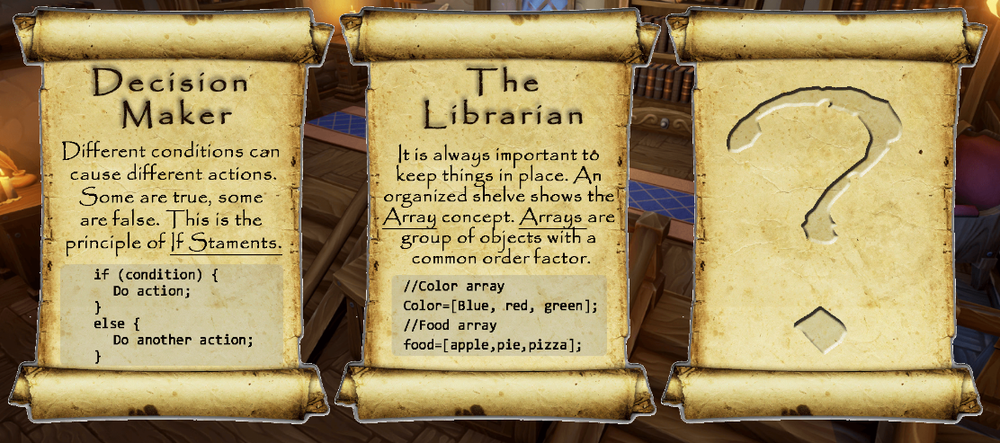 Decision
Maker
Different conditions can
cause different actions.
Some are true, some
are false. This is the
principle of If Staments.
if (condition) {
Do action;
}
else {
Do another action;
}
The
Librarian
It is always important to
keep things in place. An
organized shelve shows the
Array concept. Arrays are
group of objects with a
common order factor.
//Color array
Color=[Blue, red, green];
//Food array
food=[apple,pie,pizza];
?